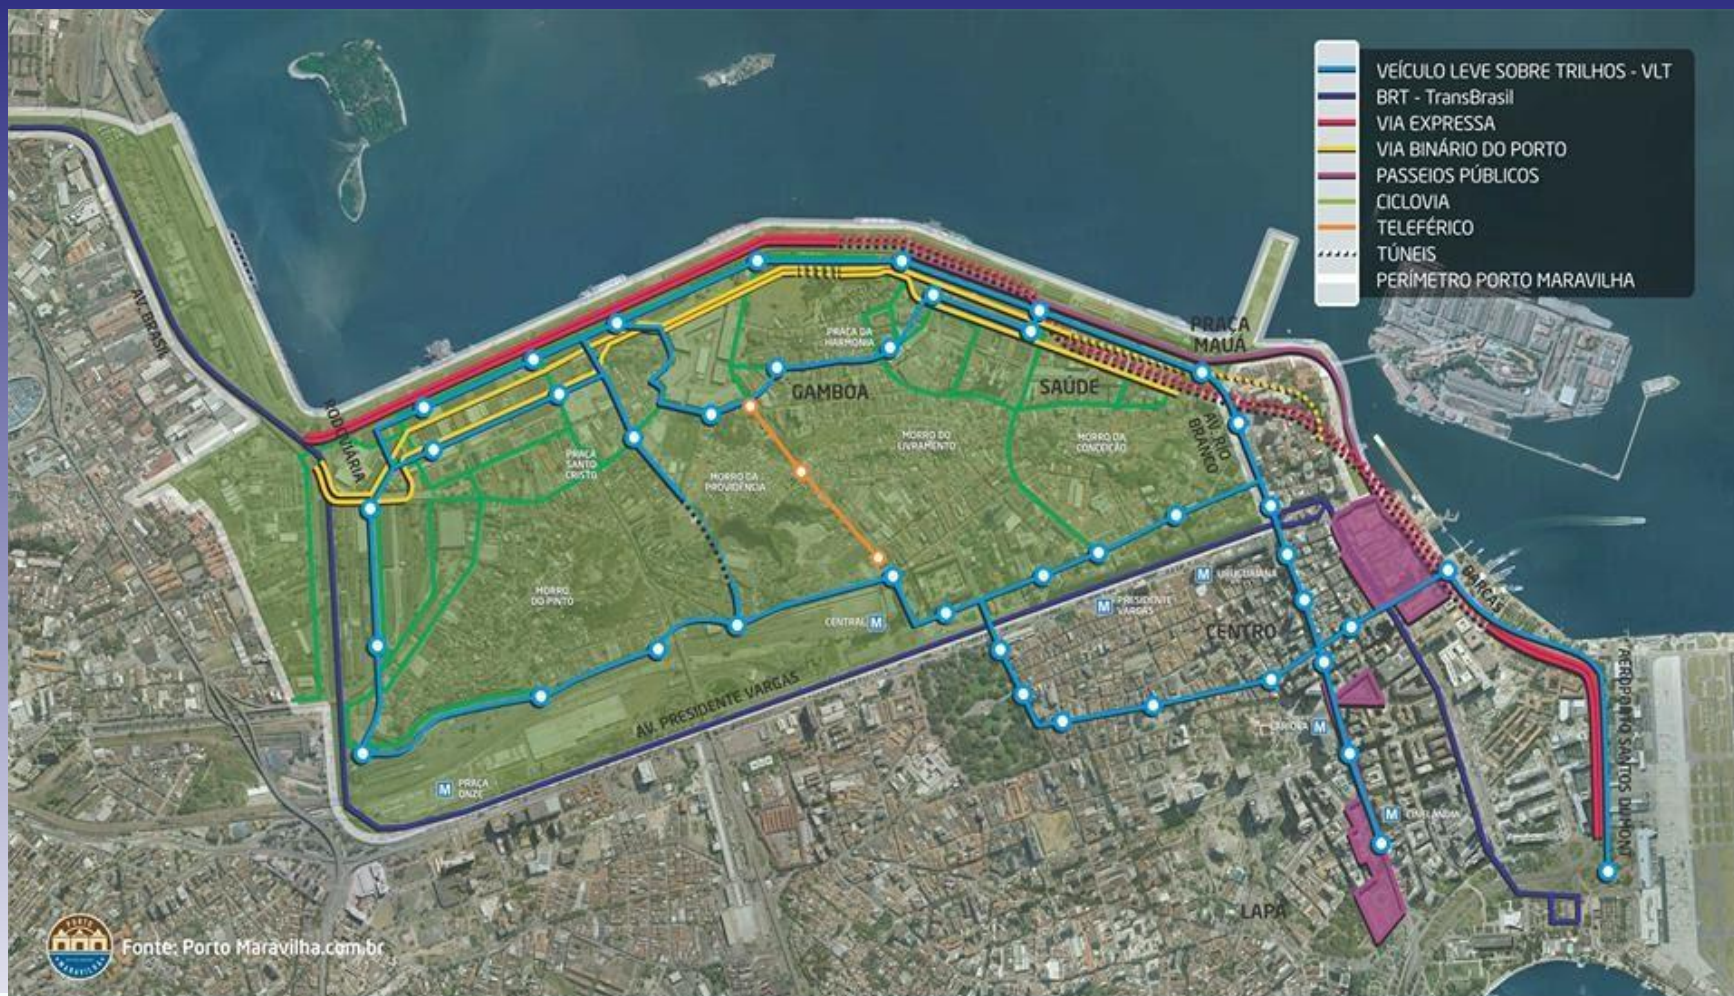 VEÍCULO LEVE SOBRE TRILHOS - VLT
BRT - TransBrasil
VIA EXPRESSA
VIA BINÁRIO DO PORTO
PASSEIOS PÚBLICOS
CICLOVIA
TELEFÉRICO
TÚNEIS
PERÍMETRO PORTO MARAVILHA
AV. BRASIL
RODOVIÁRIA
PRAÇA DA
HARMONIA
PRAÇA
MAUÁ
GAMBOA
SAÚDE
AV. RIO
BRANCO
PRAÇA
SANTO
CRISTO
MORRO DO
LIVRAMENTO
MORRO DA
CONCEIÇÃO
MORRO DA
PROVIDÊNCIA
MORRO
DO PINTO
M URUGUAIANA
M PRESIDENTE
VARGAS
CENTRAL M
CENTRO
BARCAS
AV. PRESIDENTE VARGAS
AEROPORTO SANTOS DUMONT
CARIOCA M
M PRAÇA
ONZE
M CINELÂNDIA
LAPA
PORTO
MARAVILHA
Fonte: Porto Maravilha.com.br